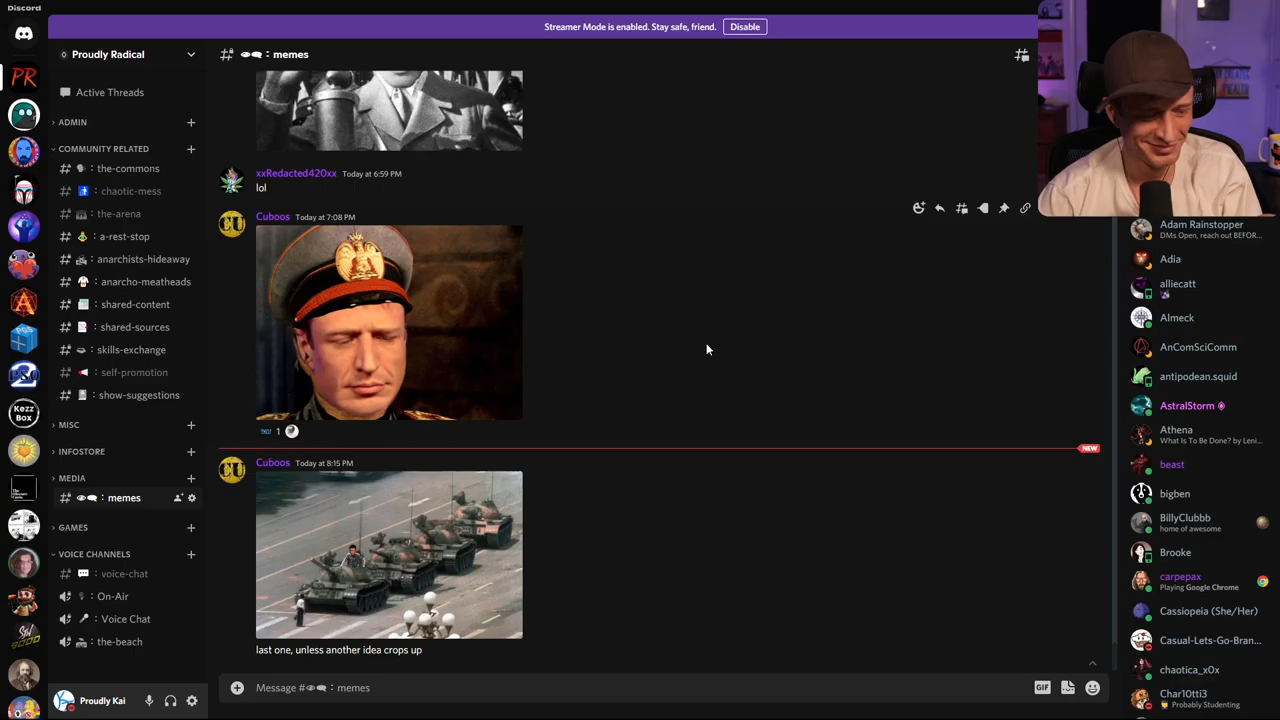 Discord
Streamer Mode is enabled. Stay safe, friend.
Disable
Proudly Radical
Active Threads
ADMIN
COMMUNITY RELATED
the-commons
chaotic-mess
the-arena
a-rest-stop
anarchists-hideaway
anarcho-meatheads
shared-content
shared-sources
skills-exchange
self-promotion
show-suggestions
MISC
INFOSTORE
MEDIA
memes
GAMES
VOICE CHANNELS
voice-chat
On-Air
Voice Chat
the-beach
Proudly Kai
PR
KEZZ BOX
memes
xxRedacted420xx Today at 6:59 PM
lol
Cuboos Today at 7:08 PM
1
NEW
Cuboos Today at 8:15 PM
last one, unless another idea crops up
Message # : memes
GIF
Adam Rainstopper
DMs Open, reach out BEFOR...
Adia
alliecatt
Almeck
AnComSciComm
antipodean.squid
AstralStorm
Athena
What Is To Be Done? by Leni...
beast
bigben
BillyClubbb
home of awesome
Brooke
carpepax
Playing Google Chrome
Cassiopeia (She/Her)
Casual-Lets-Go-Bran...
chaotica_x0x
Char10tti3
Probably Studenting